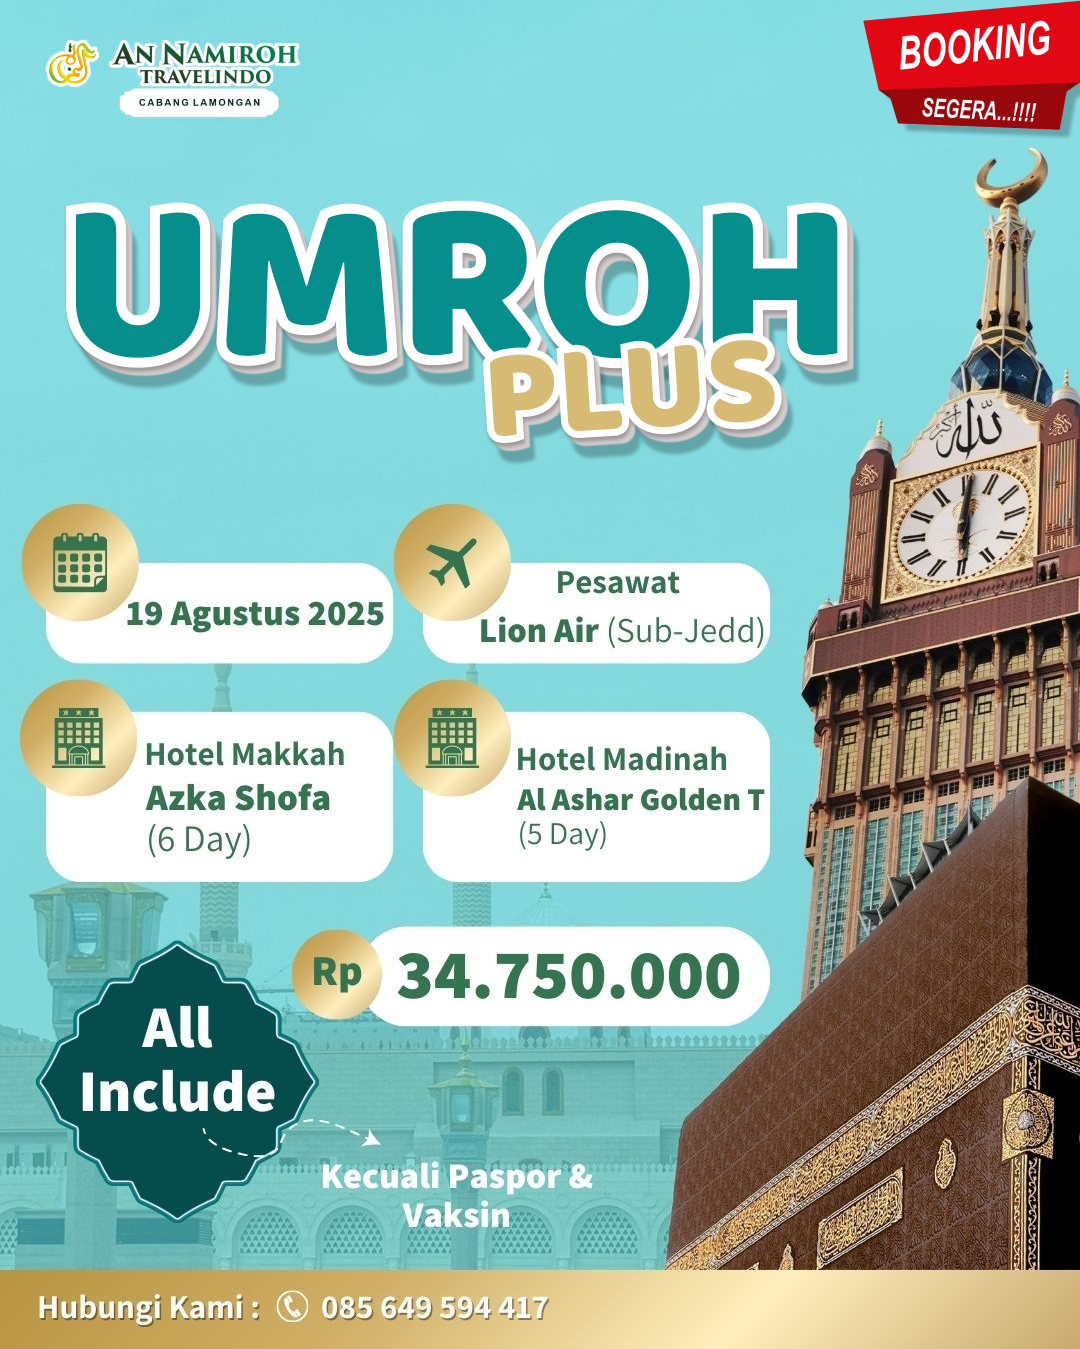 AN NAMIROH
TRAVELINDO
CABANG LAMONGAN
BOOKING
SEGERA...!!!!
UMROH
PLUS
19 Agustus 2025
Pesawat
Lion Air (Sub-Jedd)
Hotel Makkah
Azka Shofa
(6 Day)
Hotel Madinah
Al Ashar Golden T
(5 Day)
Rp 34.750.000
All
Include
Kecuali Paspor &
Vaksin
Hubungi Kami : 085 649 594 417